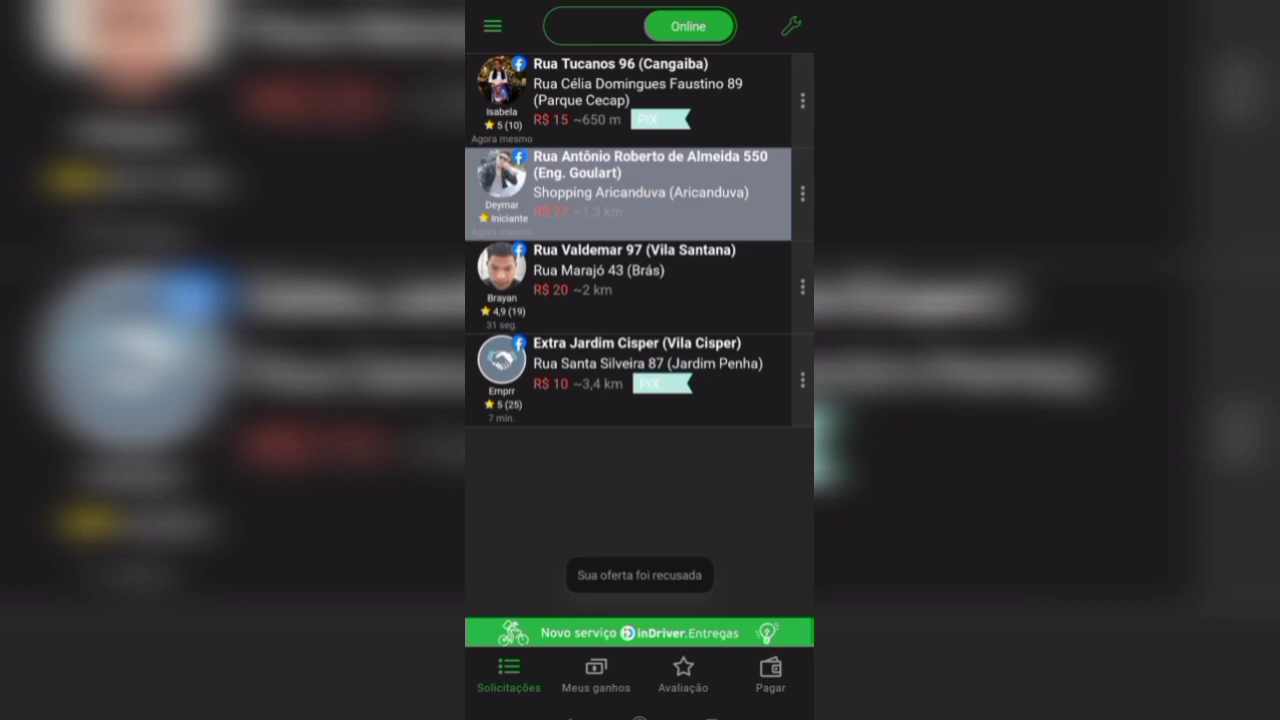 Online
Rua Tucanos 96 (Cangaiba)
Rua Célia Domingues Faustino 89
(Parque Cecap)
R$ 15 ~650 m PIX
Isabela
5 (10)
Agora mesmo
Rua Antônio Roberto de Almeida 550
(Eng. Goulart)
Shopping Aricanduva (Aricanduva)
R$ 27 ~1,3 km
Deymar
Iniciante
Agora mesmo
Rua Valdemar 97 (Vila Santana)
Rua Marajó 43 (Brás)
R$ 20 ~2 km
Brayan
4,9 (19)
31 seg.
Extra Jardim Cisper (Vila Cisper)
Rua Santa Silveira 87 (Jardim Penha)
R$ 10 ~3,4 km PIX
Emprr
5 (25)
7 min.
Sua oferta foi recusada
Novo serviço inDriver.Entregas
Solicitações Meus ganhos Avaliação Pagar